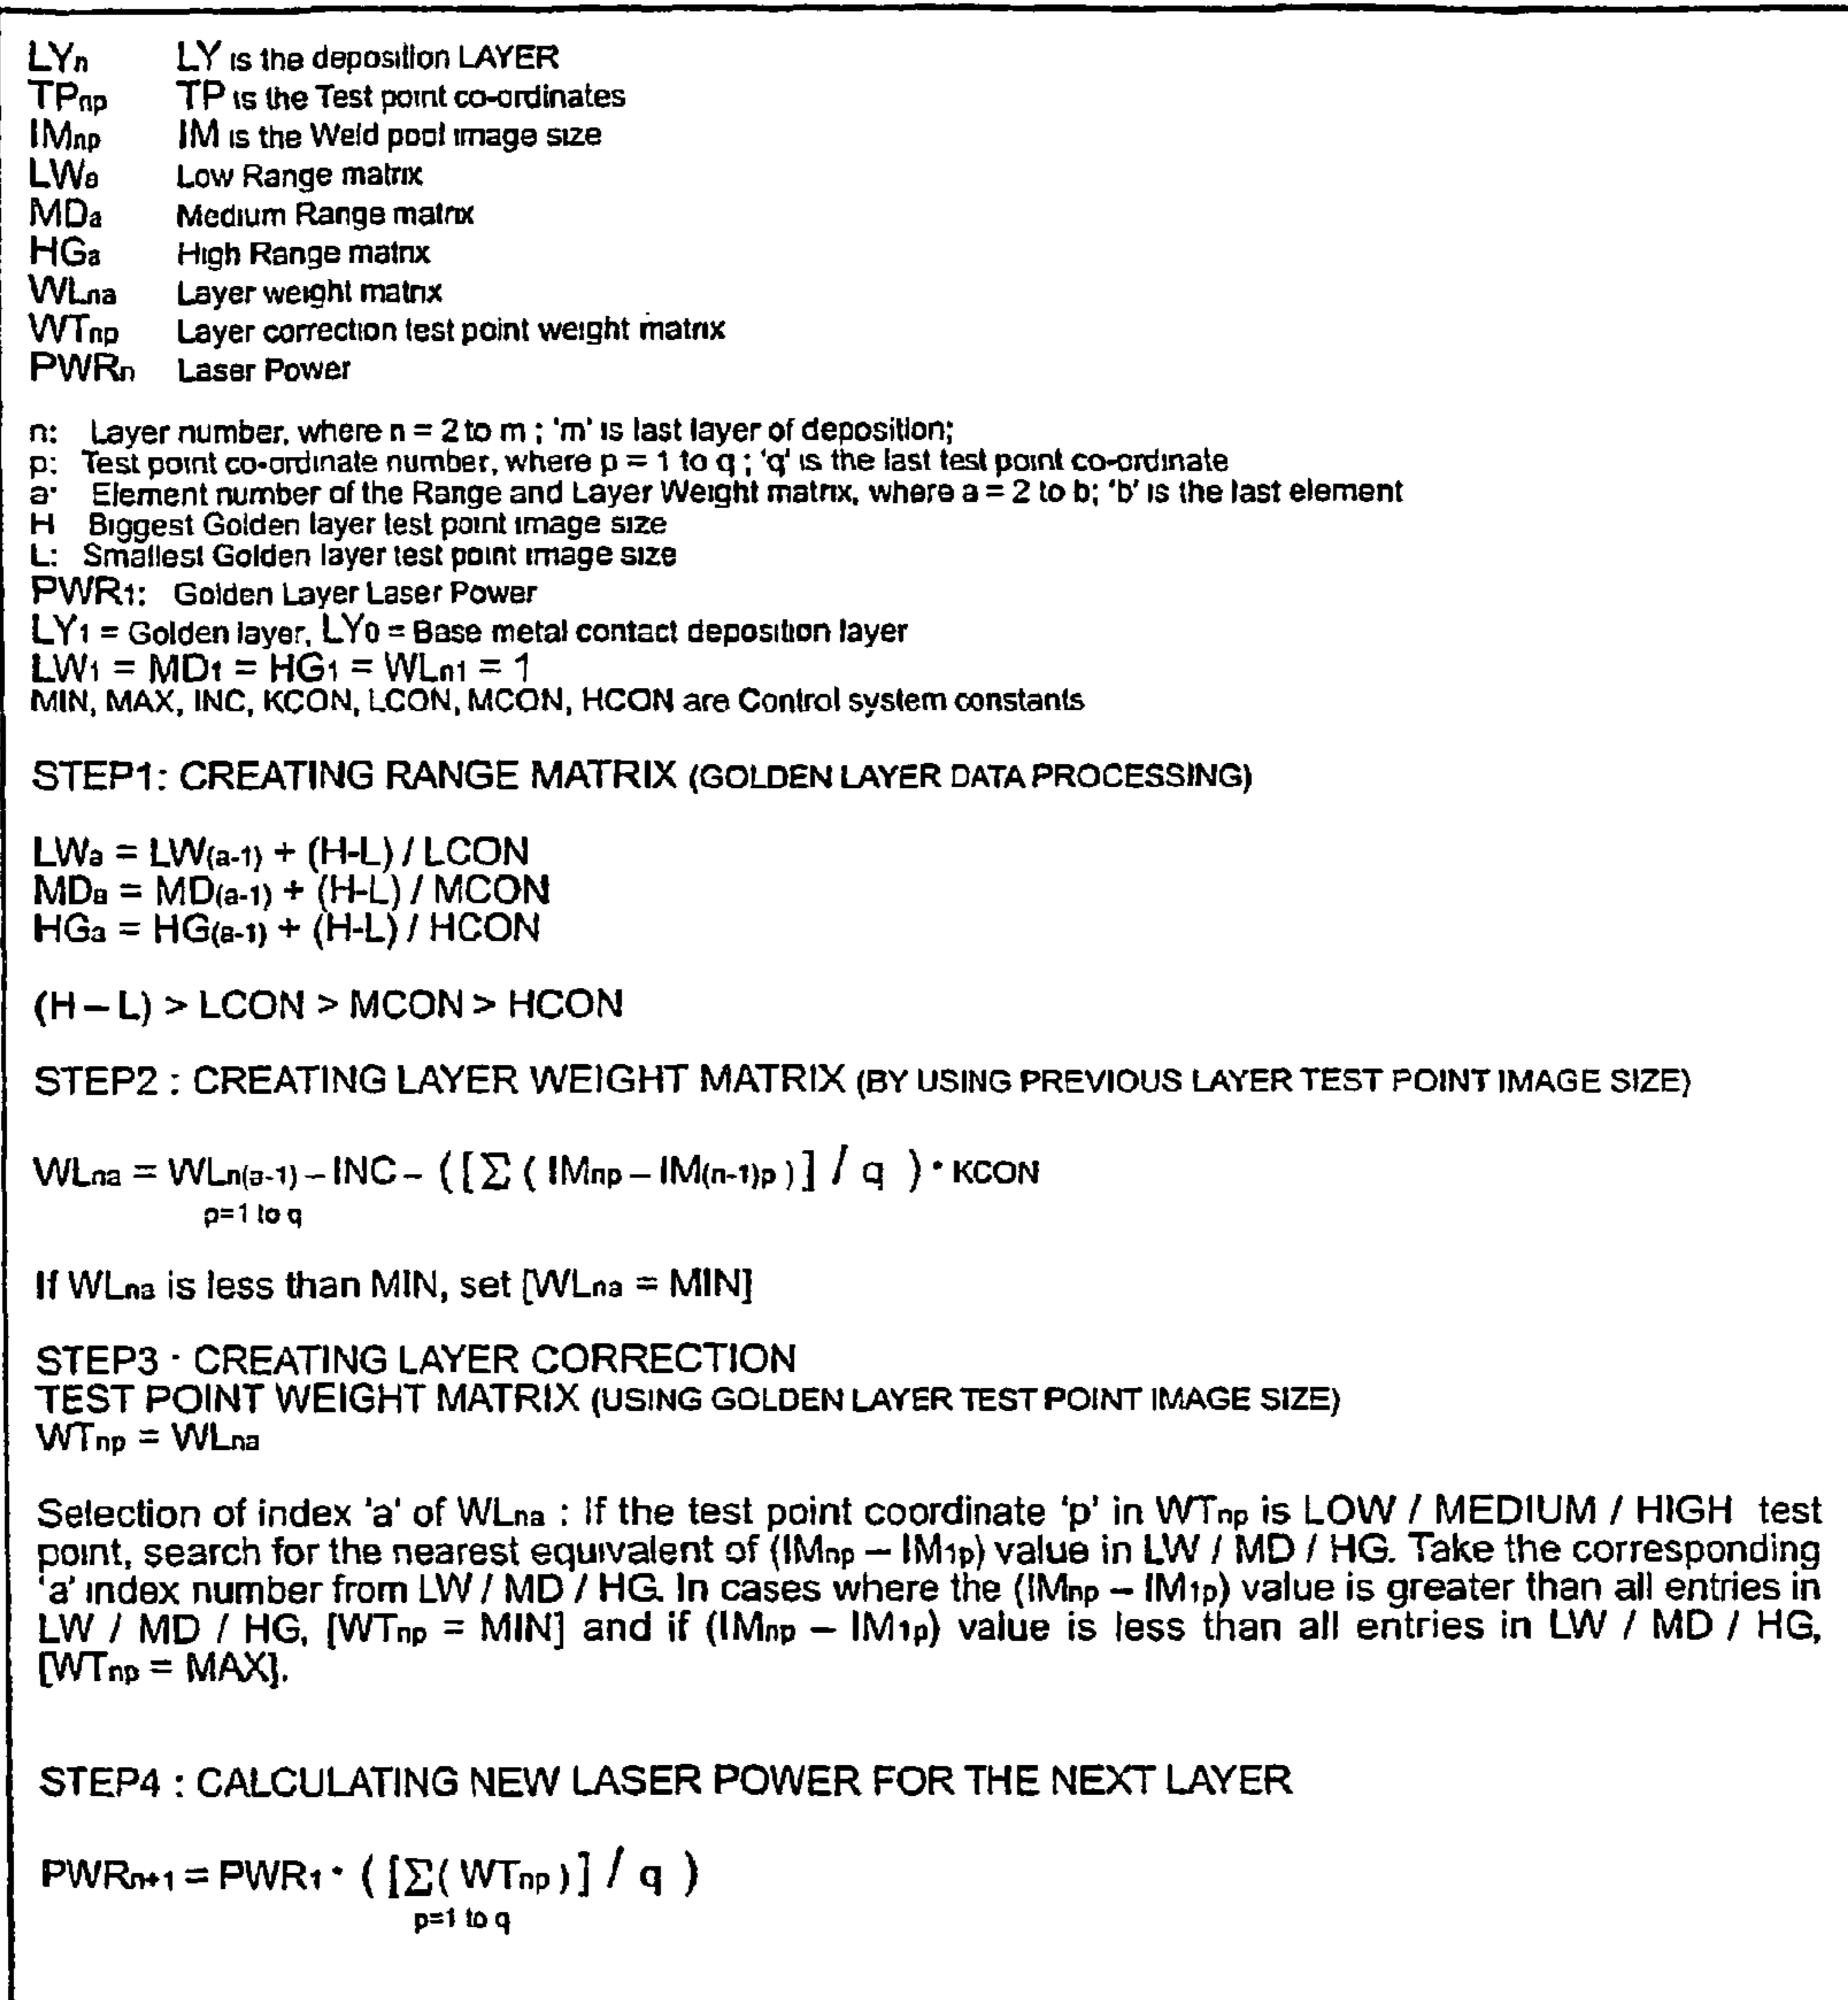 LYn LY is the deposition LAYER
TPnp TP is the Test point co-ordinates
IMnp IM is the Weld pool image size
LWa Low Range matrix
MDa Medium Range matrix
HGa High Range matrix
WLna Layer weight matrix
WTnp Layer correction test point weight matrix
PWRn Laser Power
n: Layer number, where n = 2 to m ; 'm' is last layer of deposition;
p: Test point co-ordinate number, where p = 1 to q ; 'q' is the last test point co-ordinate
a: Element number of the Range and Layer Weight matrix, where a = 2 to b; 'b' is the last element
H Biggest Golden layer test point image size
L: Smallest Golden layer test point image size
PWR1: Golden Layer Laser Power
LY1 = Golden layer, LY0 = Base metal contact deposition layer
LW1 = MD1 = HG1 = WLn1 = 1
MIN, MAX, INC, KCON, LCON, MCON, HCON are Control system constants
STEP1: CREATING RANGE MATRIX (GOLDEN LAYER DATA PROCESSING)
LWa = LW(a-1) + (H-L) / LCON
MDa = MD(a-1) + (H-L) / MCON
HGa = HG(a-1) + (H-L) / HCON
(H – L) > LCON > MCON > HCON
STEP2 : CREATING LAYER WEIGHT MATRIX (BY USING PREVIOUS LAYER TEST POINT IMAGE SIZE)
WLna = WLn(a-1) – INC – ( [ ∑ ( IMnp – IM(n-1)p ) ] / q ) * KCON
p=1 to q
If WLna is less than MIN, set [WLna = MIN]
STEP3 : CREATING LAYER CORRECTION
TEST POINT WEIGHT MATRIX (USING GOLDEN LAYER TEST POINT IMAGE SIZE)
WTnp = WLna
Selection of index 'a' of WLna : If the test point coordinate 'p' in WTnp is LOW / MEDIUM / HIGH test
point, search for the nearest equivalent of (IMnp – IM1p) value in LW / MD / HG. Take the corresponding
'a' index number from LW / MD / HG. In cases where the (IMnp – IM1p) value is greater than all entries in
LW / MD / HG, [WTnp = MIN] and if (IMnp – IM1p) value is less than all entries in LW / MD / HG,
[WTnp = MAX].
STEP4 : CALCULATING NEW LASER POWER FOR THE NEXT LAYER
PWRn+1 = PWR1 * ( [∑( WTnp )] / q )
p=1 to q